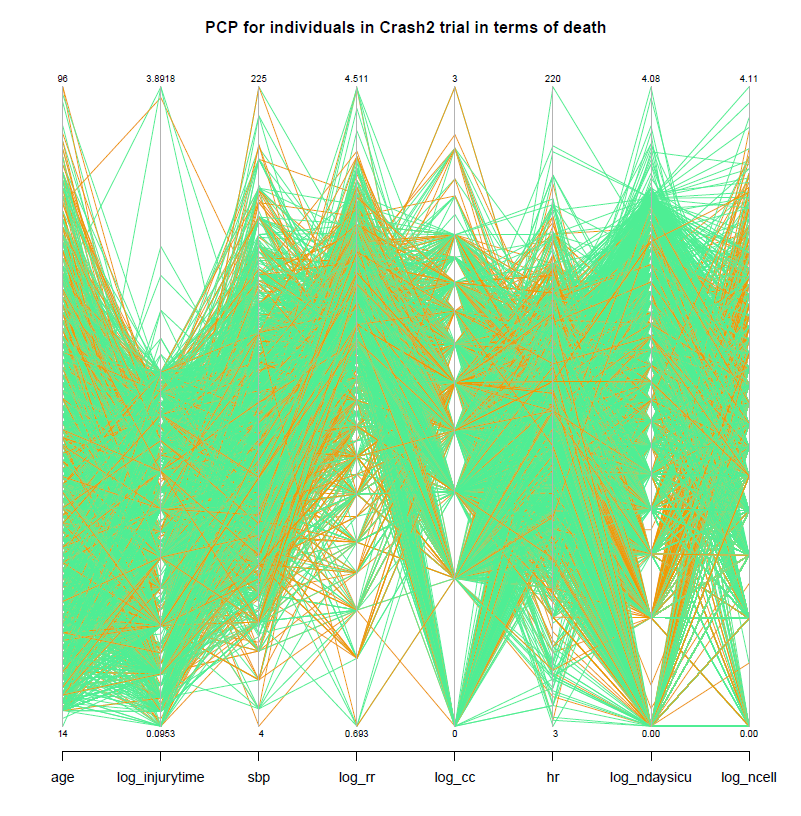 PCP for individuals in Crash2 trial in terms of death
96 3.8918 225 4.511 3 220 4.08 4.11
14 0.0953 4 0.693 0 3 0.00 0.00
age log_injurytime sbp log_rr log_cc hr log_ndaysicu log_ncell